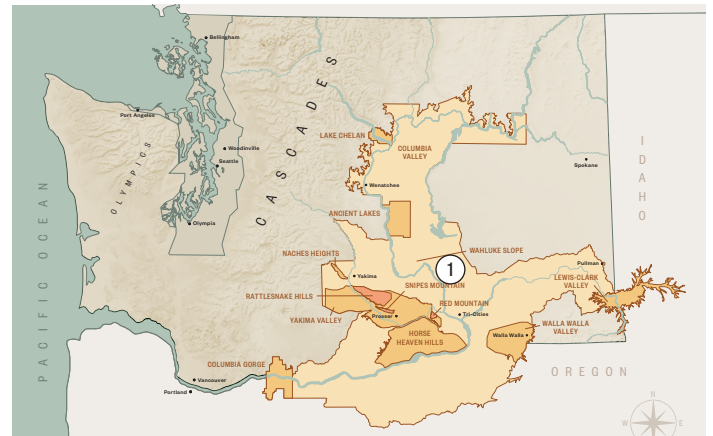 Bellingham
Port Angeles
OLYMPICS
Woodinville
Seattle
Olympia
CASCADES
PACIFIC OCEAN
LAKE CHELAN
COLUMBIA
VALLEY
Wenatchee
Spokane
IDAHO
ANCIENT LAKES
WAHLUKE SLOPE
NACHES HEIGHTS
Yakima
1
Pullman
SNIPES MOUNTAIN
LEWIS-CLARK
VALLEY
RATTLESNAKE HILLS
RED MOUNTAIN
YAKIMA VALLEY
Prosser
Tri-Cities
HORSE
HEAVEN HILLS
WALLA WALLA
VALLEY
Walla Walla
COLUMBIA GORGE
Vancouver
Portland
OREGON
N
W
E